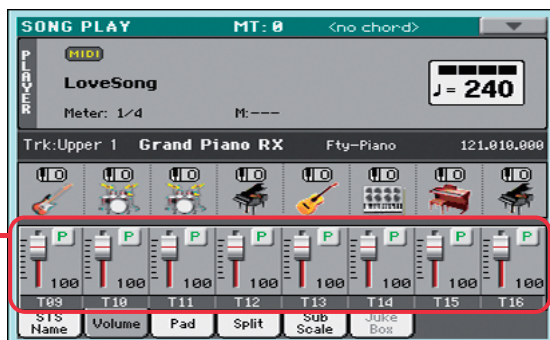 SONG PLAY MT: 0 <no chord>
PLAYER
MIDI
LoveSong
♩= 240
Meter: 1/4 M:---
Trk:Upper 1 Grand Piano RX Fty-Piano 121.010.000
P P P P P P P P
100 100 100 100 100 100 100 100
T09 T10 T11 T12 T13 T14 T15 T16
STS Name Volume Pad Split Sub Scale Juke Box